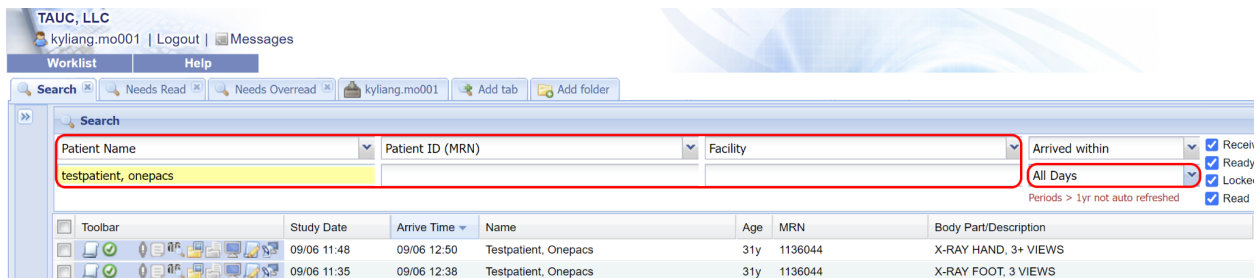 TAUC, LLC
kyliang.mo001 | Logout | Messages
Worklist Help
Search Needs Read Needs Overread kyliang.mo001 Add tab Add folder
Search
Patient Name Patient ID (MRN) Facility Arrived within Receiv
testpatient, onepacs All Days Ready
Locked
Periods > 1yr not auto refreshed Read
Toolbar Study Date Arrive Time Name Age MRN Body Part/Description
09/06 11:48 09/06 12:50 Testpatient, Onepacs 31y 1136044 X-RAY HAND, 3+ VIEWS
09/06 11:35 09/06 12:38 Testpatient, Onepacs 31y 1136044 X-RAY FOOT, 3 VIEWS